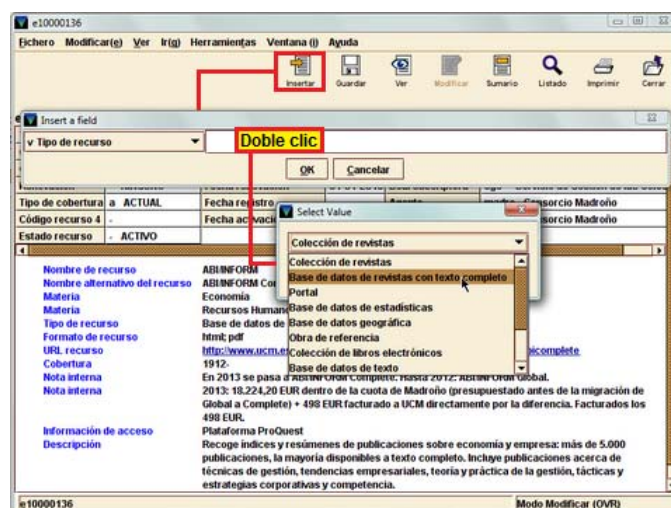 e10000136
Fichero Modificar(e) Ver Ir(g) Herramientas Ventana (j) Ayuda
Insertar Guardar Ver Modificar Sumario Listado Imprimir Cerrar
Insert a field
v Tipo de recurso
Doble clic
OK Cancelar
Tipo de cobertura a ACTUAL Fecha registro Consorcio Madroño
Código recurso 4 - Fecha activació Consorcio Madroño
Estado recurso - ACTIVO
Select Value
Colección de revistas
Colección de revistas
Base de datos de revistas con texto completo
Portal
Base de datos de estadísticas
Base de datos geográfica
Obra de referencia
Colección de libros electrónicos
Base de datos de texto
Nombre de recurso ABI/INFORM
Nombre alternativo del recurso ABI/INFORM Co
Materia Economía
Materia Recursos Human
Tipo de recurso Base de datos de
Formato de recurso html; pdf
URL recurso http://www.ucm.es bicomplete
Cobertura 1912-
Nota interna En 2013 se pasa a ABI/INFORM Complete. Hasta 2012: ABI/INFORM Global.
Nota interna 2013: 18.224,20 EUR dentro de la cuota de Madroño (presupuestado antes de la migración de
Global a Complete) + 498 EUR facturado a UCM directamente por la diferencia. Facturados los
498 EUR.
Información de acceso Plataforma ProQuest
Descripción Recoge índices y resúmenes de publicaciones sobre economía y empresa: más de 5.000
publicaciones, la mayoría disponibles a texto completo. Incluye publicaciones acerca de
técnicas de gestión, tendencias empresariales, teoría y práctica de la gestión, tácticas y
estrategias corporativas y competencia.
e10000136 Modo Modificar (OVR)